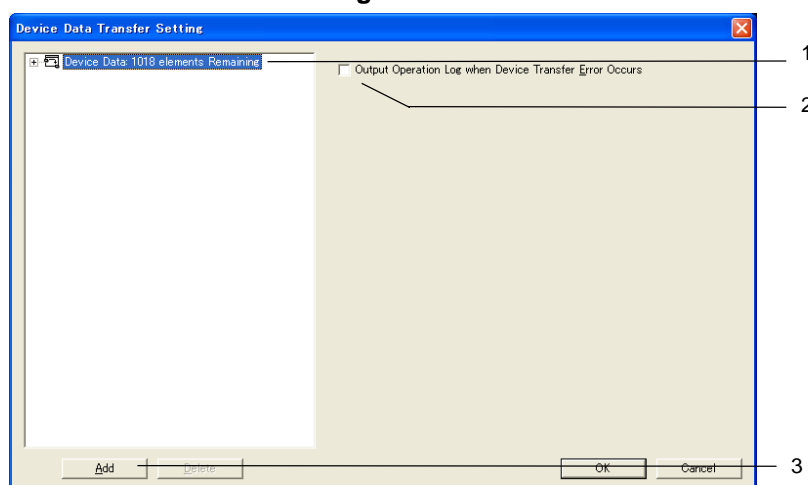 Device Data Transfer Setting
1
Device Data: 1018 elements Remaining
Output Operation Log when Device Transfer Error Occurs
2
Add
Delete
OK
Cancel
3